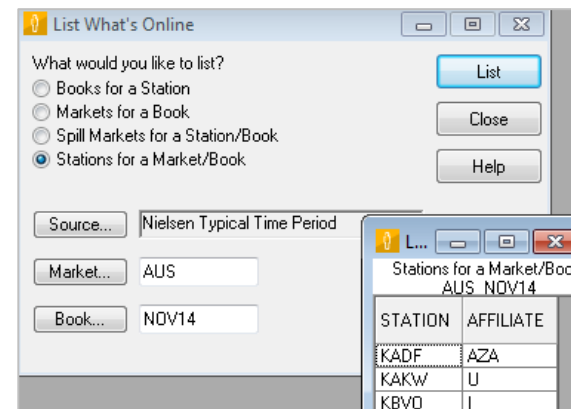 List What's Online
What would you like to list?
Books for a Station
Markets for a Book
Spill Markets for a Station/Book
Stations for a Market/Book
List
Close
Help
Source... Nielsen Typical Time Period
Market... AUS
Book... NOV14
L...
Stations for a Market/Boo
AUS NOV14
STATION AFFILIATE
KADF AZA
KAKW U
KBVO I